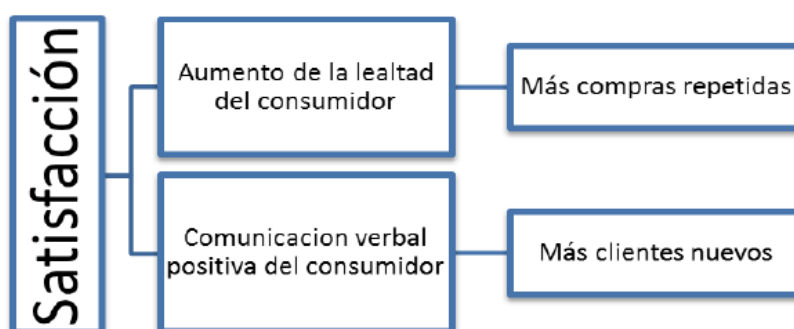 Satisfacción
Aumento de la lealtad
del consumidor
Más compras repetidas
Comunicacion verbal
positiva del consumidor
Más clientes nuevos